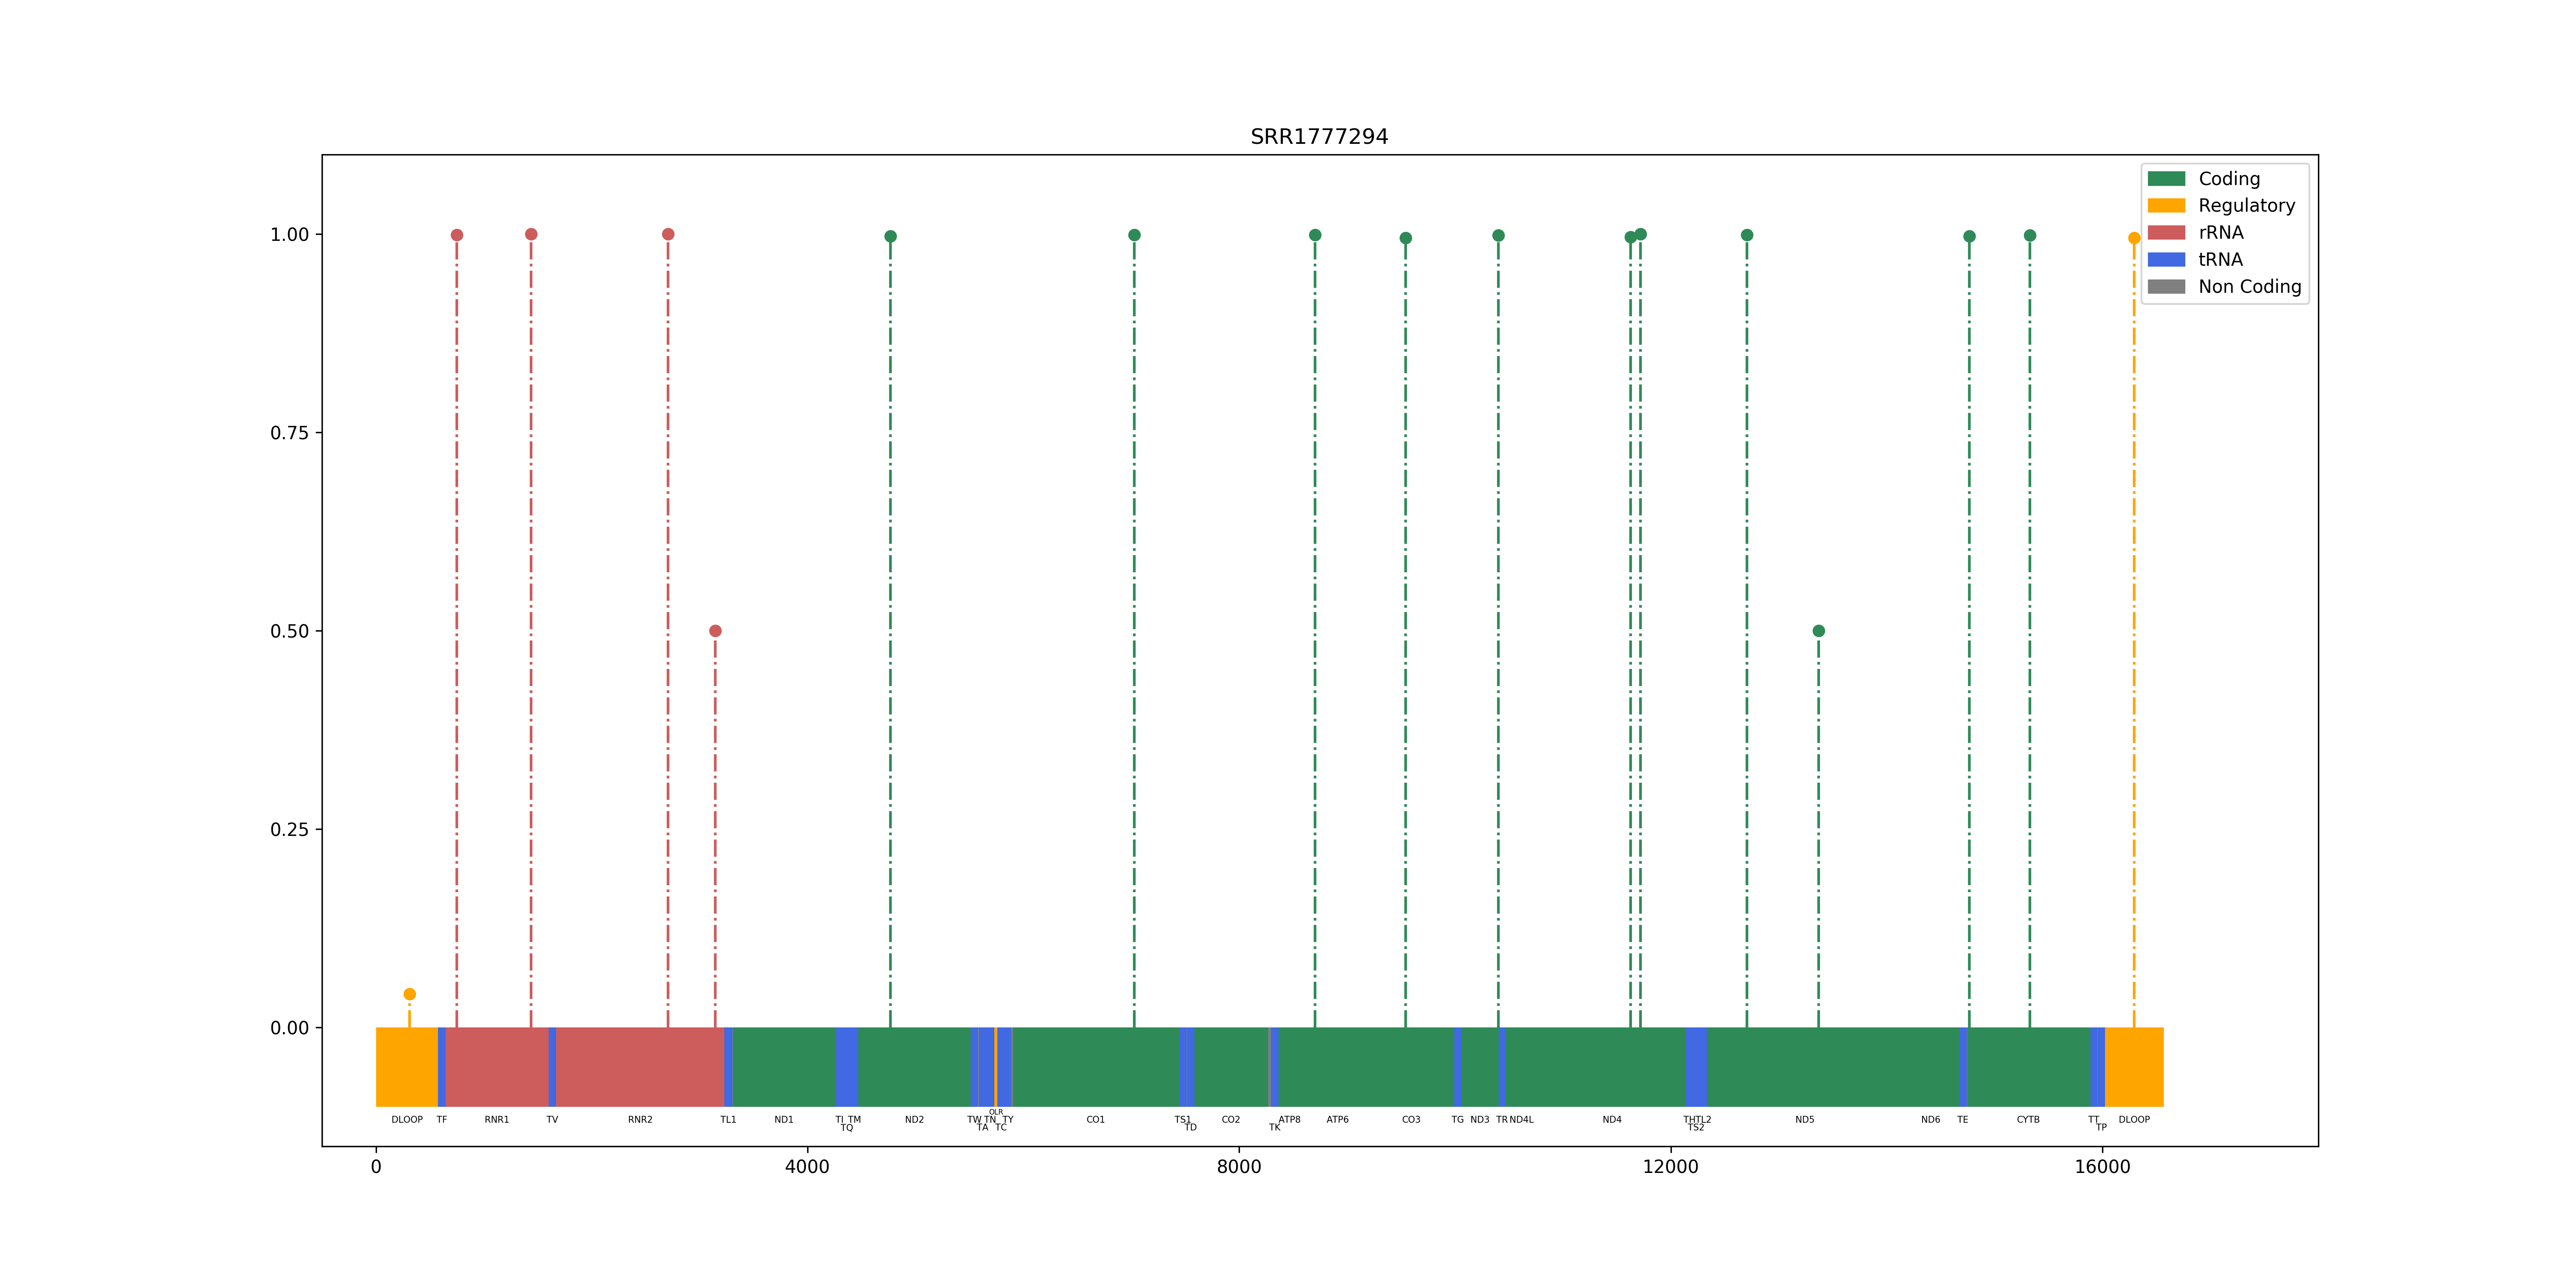 SRR1777294
Coding
Regulatory
rRNA
tRNA
Non Coding
1.00
0.75
0.50
0.25
0.00
OLR
DLOOP TF RNR1 TV RNR2 TL1 ND1 TI TM ND2 TW TN TY CO1 TS1 CO2 ATP8 ATP6 CO3 TG ND3 TR ND4L ND4 TH TL2 ND5 ND6 TE CYTB TT DLOOP
TQ TA TC TD TK TS2 TP
0 4000 8000 12000 16000